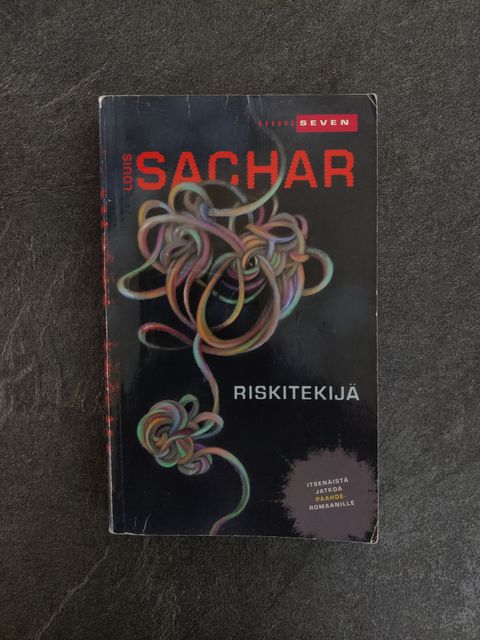 SEVEN
LOUIS
SACHAR
RISKITEKIJÄ
ITSENÄISTÄ
JATKOA
PAAHDE-
ROMAANILLE